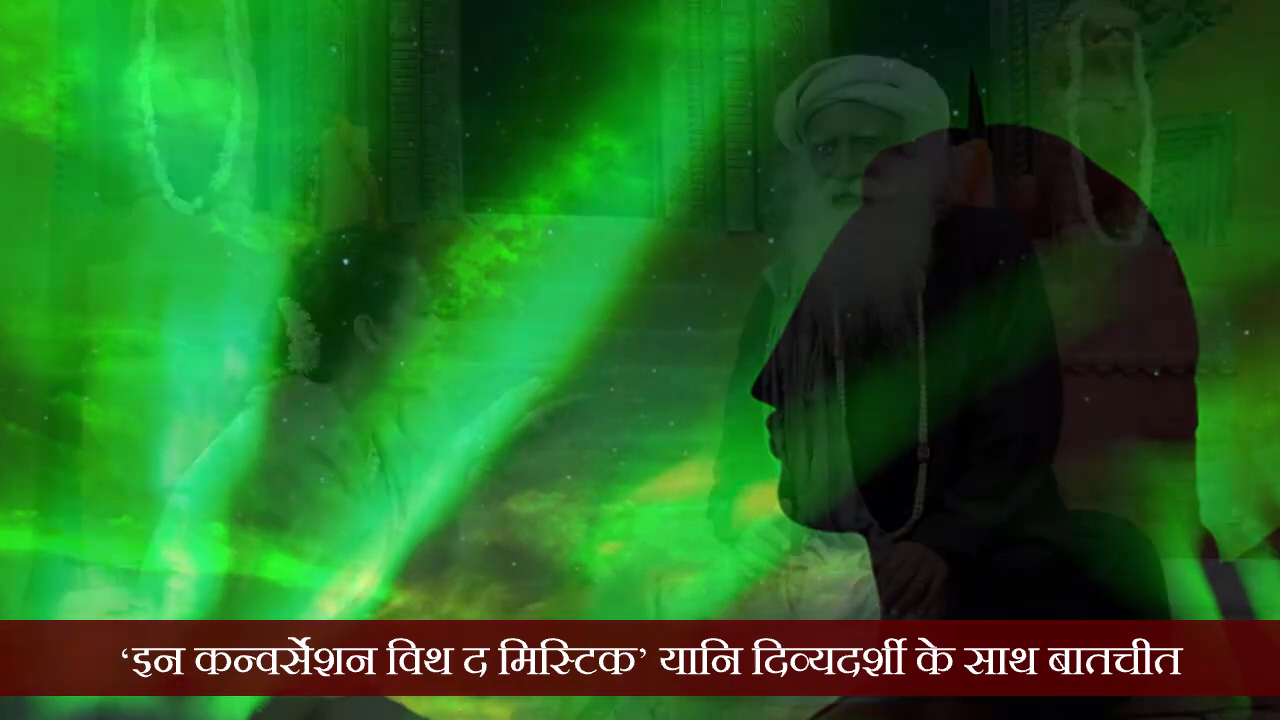 ‘इन कन्वर्सेशन विथ द मिस्टिक’ यानि दिव्यदर्शी के साथ बातचीत